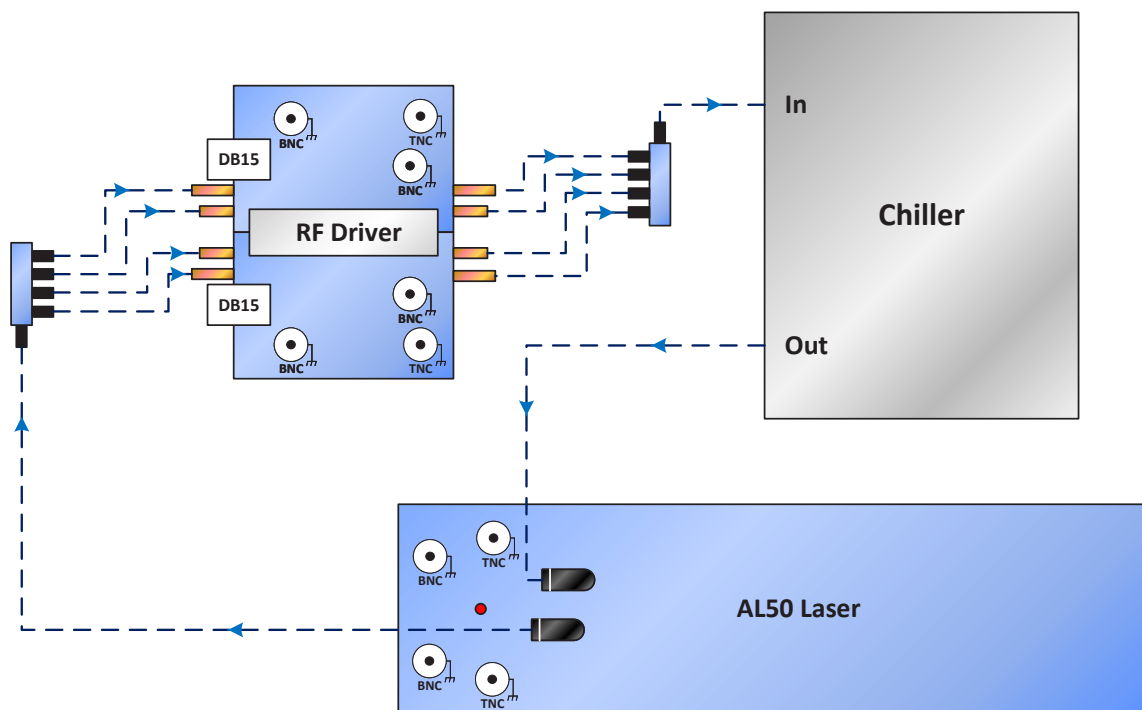 BNC
TNC
DB15
BNC
RF Driver
DB15
BNC
BNC
TNC
In
Chiller
Out
TNC
BNC
AL50 Laser
BNC
TNC